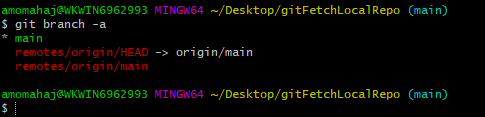 amomahaj@WKWIN6962993 MINGW64 ~/Desktop/gitFetchLocalRepo (main)
$ git branch -a
* main
  remotes/origin/HEAD -> origin/main
  remotes/origin/main
amomahaj@WKWIN6962993 MINGW64 ~/Desktop/gitFetchLocalRepo (main)
$